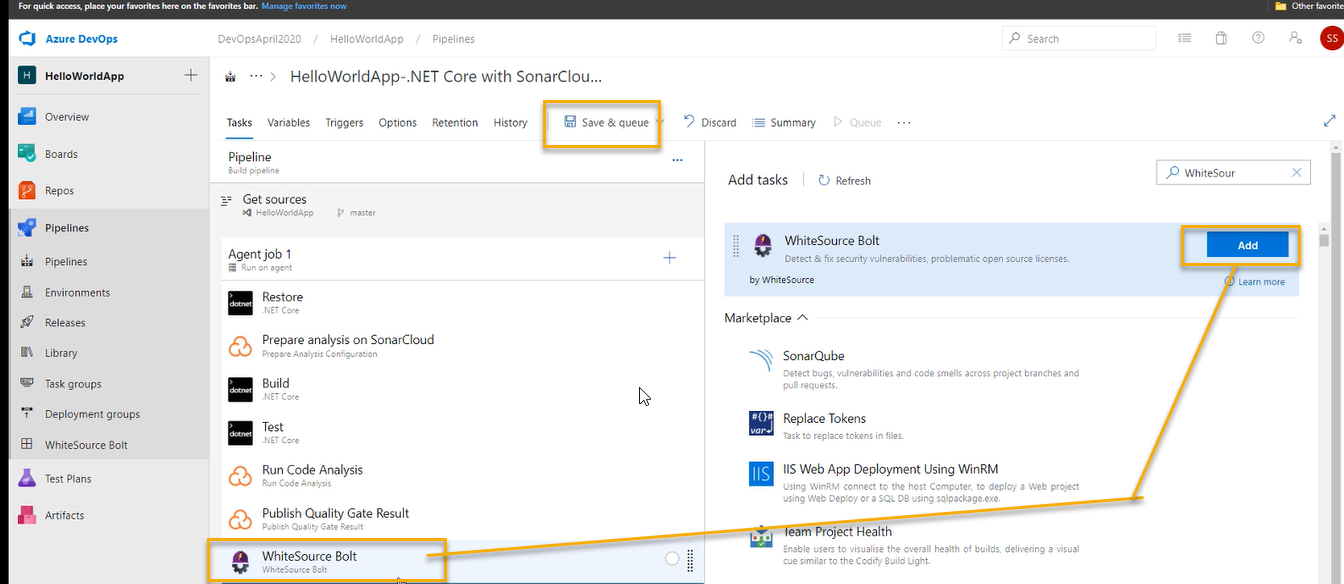 For quick access, place your favorites here on the favorites bar. Manage favorites now
Other favorite
Azure DevOps
DevOpsApril2020 / HelloWorldApp / Pipelines
Search
SS
H HelloWorldApp
HelloWorldApp-.NET Core with SonarClou...
Overview
Boards
Repos
Pipelines
Pipelines
Environments
Releases
Library
Task groups
Deployment groups
WhiteSource Bolt
Test Plans
Artifacts
Tasks Variables Triggers Options Retention History Save & queue Discard Summary Queue ...
Pipeline
Build pipeline
Get sources
HelloWorldApp master
Agent job 1
Run on agent
dotnet
Restore
.NET Core
Prepare analysis on SonarCloud
Prepare Analysis Configuration
dotnet
Build
.NET Core
dotnet
Test
.NET Core
Run Code Analysis
Run Code Analysis
Publish Quality Gate Result
Publish Quality Gate Result
WhiteSource Bolt
WhiteSource Bolt
Add tasks Refresh
WhiteSour
WhiteSource Bolt
Detect & fix security vulnerabilities, problematic open source licenses.
by WhiteSource
Add
Learn more
Marketplace
SonarQube
Detect bugs, vulnerabilities and code smells across project branches and
pull requests.
#{}#
var
Replace Tokens
Task to replace tokens in files.
IIS
IIS Web App Deployment Using WinRM
Using WinRM connect to the host Computer, to deploy a Web project
using Web Deploy or a SQL DB using sqlpackage.exe.
Team Project Health
Enable users to visualise the overall health of builds, delivering a visual
cue similar to the Codify Build Light.